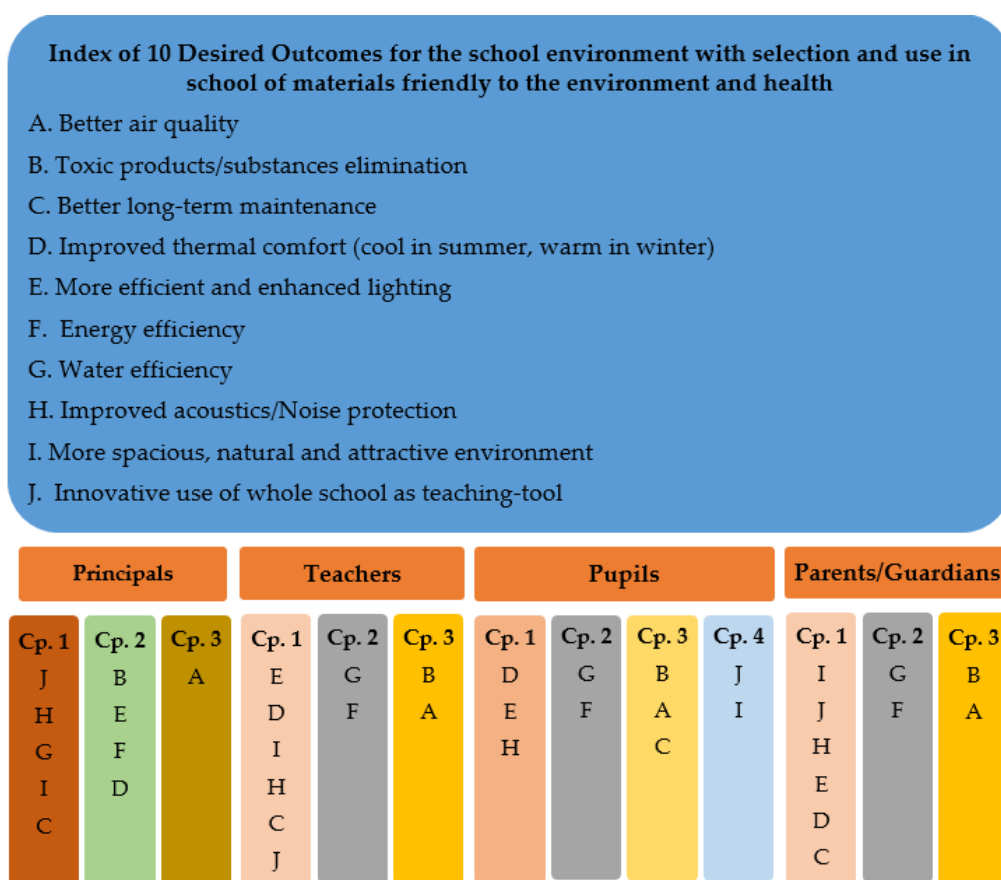 Index of 10 Desired Outcomes for the school environment with selection and use in
school of materials friendly to the environment and health
A. Better air quality
B. Toxic products/substances elimination
C. Better long-term maintenance
D. Improved thermal comfort (cool in summer, warm in winter)
E. More efficient and enhanced lighting
F. Energy efficiency
G. Water efficiency
H. Improved acoustics/Noise protection
I. More spacious, natural and attractive environment
J. Innovative use of whole school as teaching-tool
Principals Teachers Pupils Parents/Guardians
Cp. 1 Cp. 2 Cp. 3 Cp. 1 Cp. 2 Cp. 3 Cp. 1 Cp. 2 Cp. 3 Cp. 4 Cp. 1 Cp. 2 Cp. 3
J B A E G B D G B J I G B
H E D F A E F A I J F A
G F I H C H
I D H E
C C D
J C